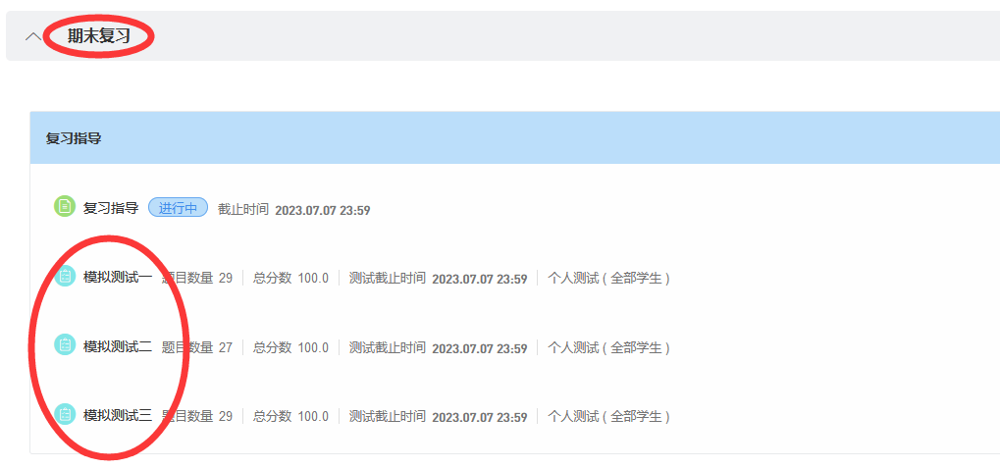 期末复习
复习指导
复习指导 进行中 截止时间 2023.07.07 23:59
模拟测试一 题目数量 29 总分数 100.0 测试截止时间 2023.07.07 23:59 个人测试 ( 全部学生 )
模拟测试二 题目数量 27 总分数 100.0 测试截止时间 2023.07.07 23:59 个人测试 ( 全部学生 )
模拟测试三 题目数量 29 总分数 100.0 测试截止时间 2023.07.07 23:59 个人测试 ( 全部学生 )